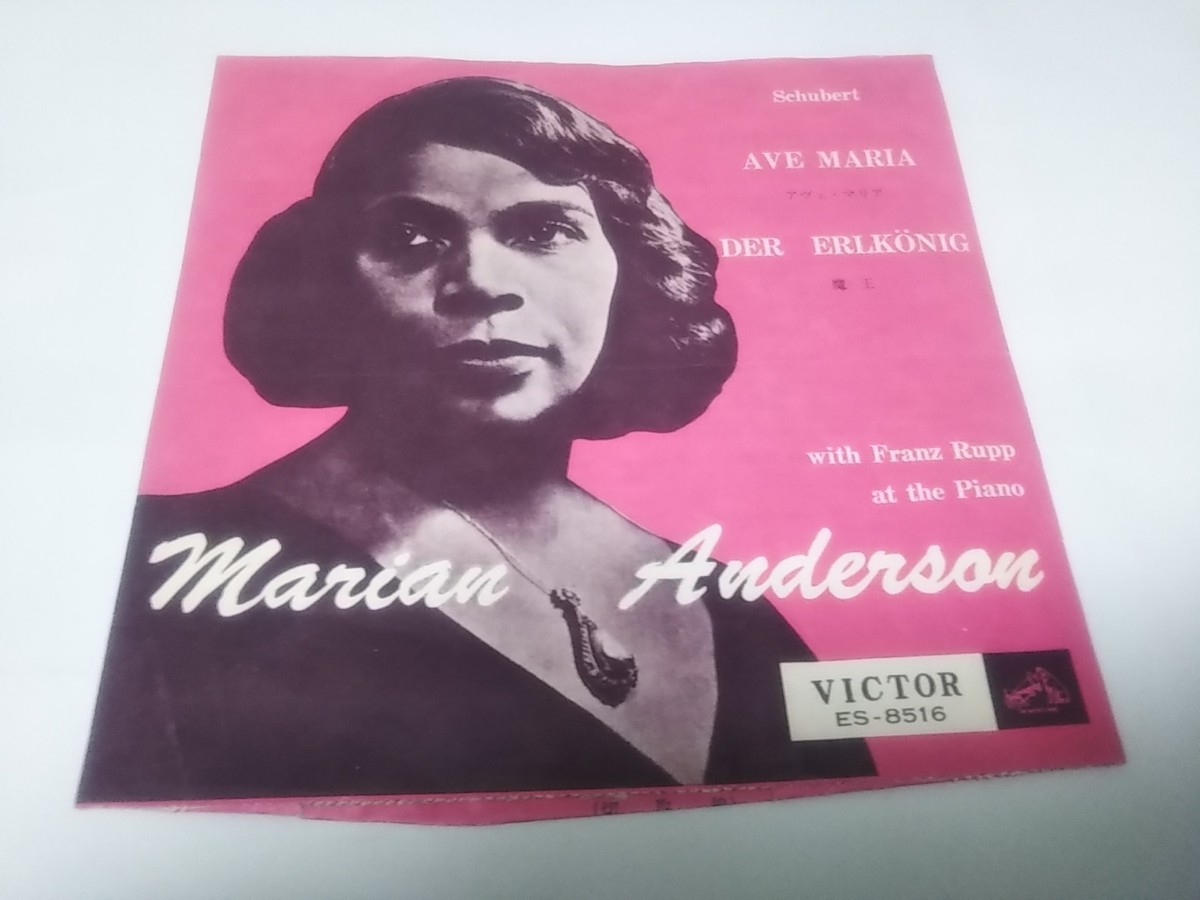 Schubert
AVE MARIA
アヴェ・マリア
DER ERLKÖNIG
魔王
with Franz Rupp
at the Piano
Marian Anderson
VICTOR
ES-8516